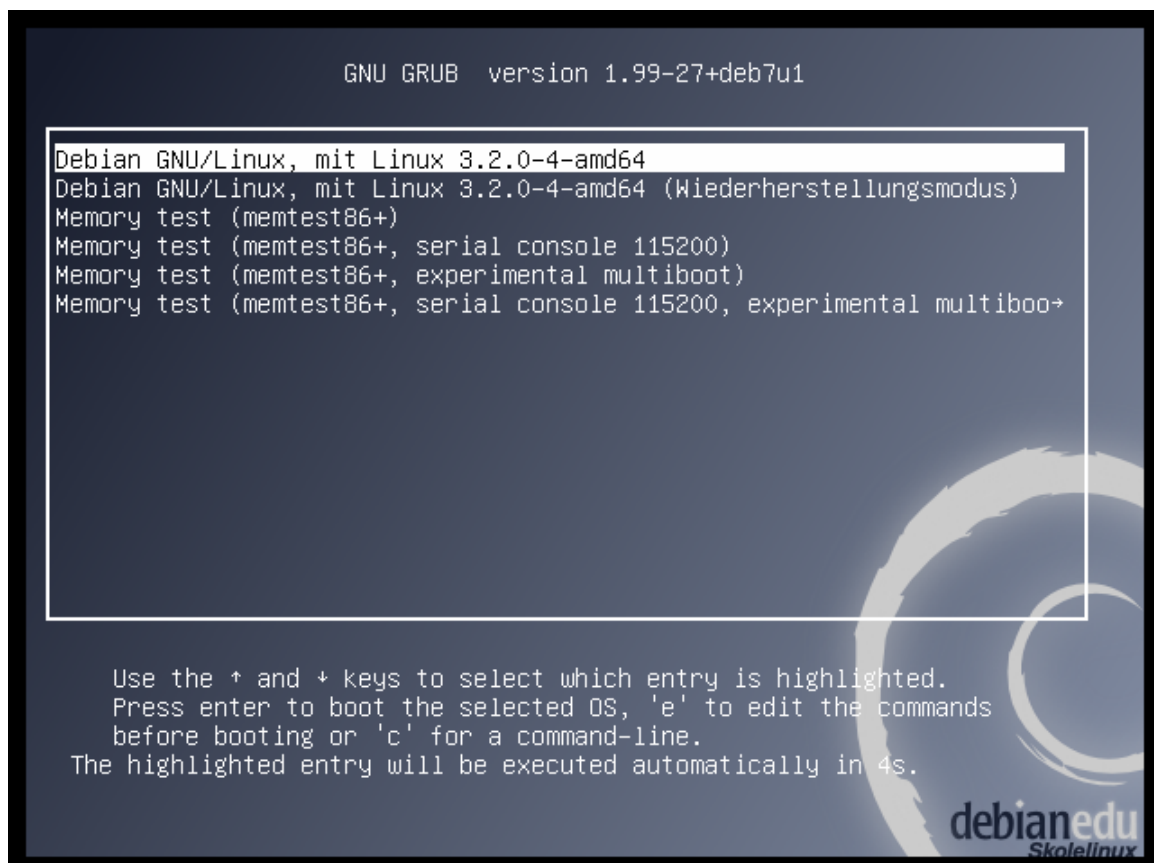 GNU GRUB  version 1.99-27+deb7u1
Debian GNU/Linux, mit Linux 3.2.0-4-amd64
Debian GNU/Linux, mit Linux 3.2.0-4-amd64 (Wiederherstellungsmodus)
Memory test (memtest86+)
Memory test (memtest86+, serial console 115200)
Memory test (memtest86+, experimental multiboot)
Memory test (memtest86+, serial console 115200, experimental multiboo→
Use the ↑ and ↓ keys to select which entry is highlighted.
Press enter to boot the selected OS, 'e' to edit the commands
before booting or 'c' for a command-line.
The highlighted entry will be executed automatically in 4s.
debianedu
Skolelinux